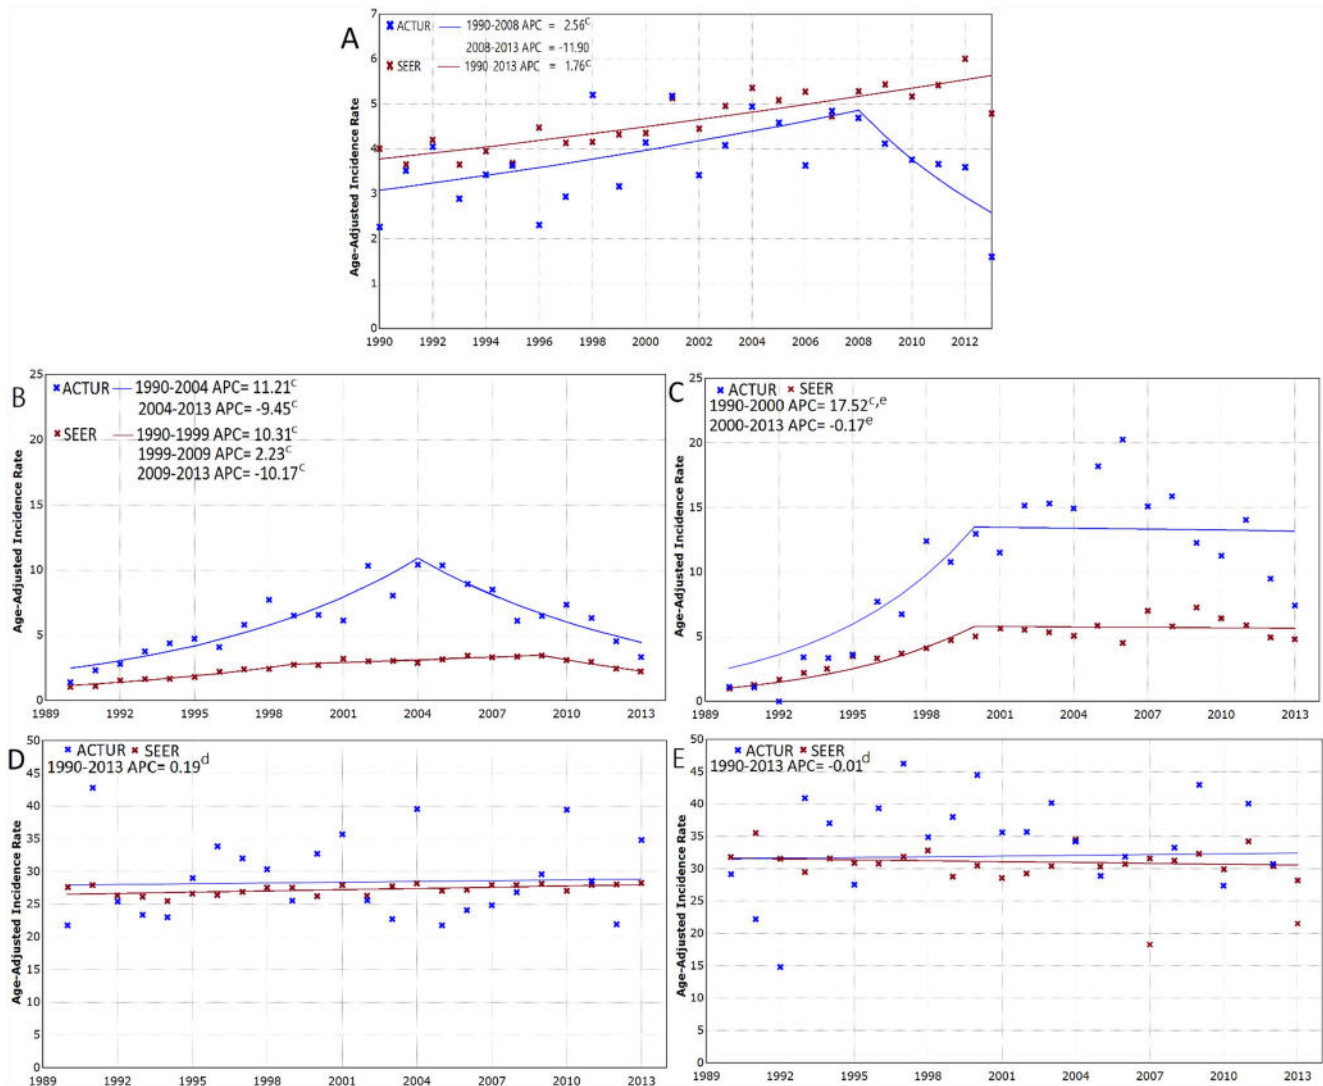 A
ACTUR 1990-2008 APC = 2.56c
2008-2013 APC = -11.90
SEER 1990-2013 APC = 1.76c
Age-Adjusted Incidence Rate
7
6
5
4
3
2
1
0
1990 1992 1994 1996 1998 2000 2002 2004 2006 2008 2010 2012
B
ACTUR 1990-2004 APC= 11.21c
2004-2013 APC= -9.45c
SEER 1990-1999 APC= 10.31c
1999-2009 APC= 2.23c
2009-2013 APC= -10.17c
Age-Adjusted Incidence Rate
25
20
15
10
5
0
1989 1992 1995 1998 2001 2004 2007 2010 2013
C
ACTUR SEER
1990-2000 APC= 17.52c,e
2000-2013 APC= -0.17e
Age-Adjusted Incidence Rate
25
20
15
10
5
0
1989 1992 1995 1998 2001 2004 2007 2010 2013
D
ACTUR SEER
1990-2013 APC= 0.19d
Age-Adjusted Incidence Rate
50
45
40
35
30
25
20
15
10
5
0
1989 1992 1995 1998 2001 2004 2007 2010 2013
E
ACTUR SEER
1990-2013 APC= -0.01d
Age-Adjusted Incidence Rate
50
45
40
35
30
25
20
15
10
5
0
1989 1992 1995 1998 2001 2004 2007 2010 2013